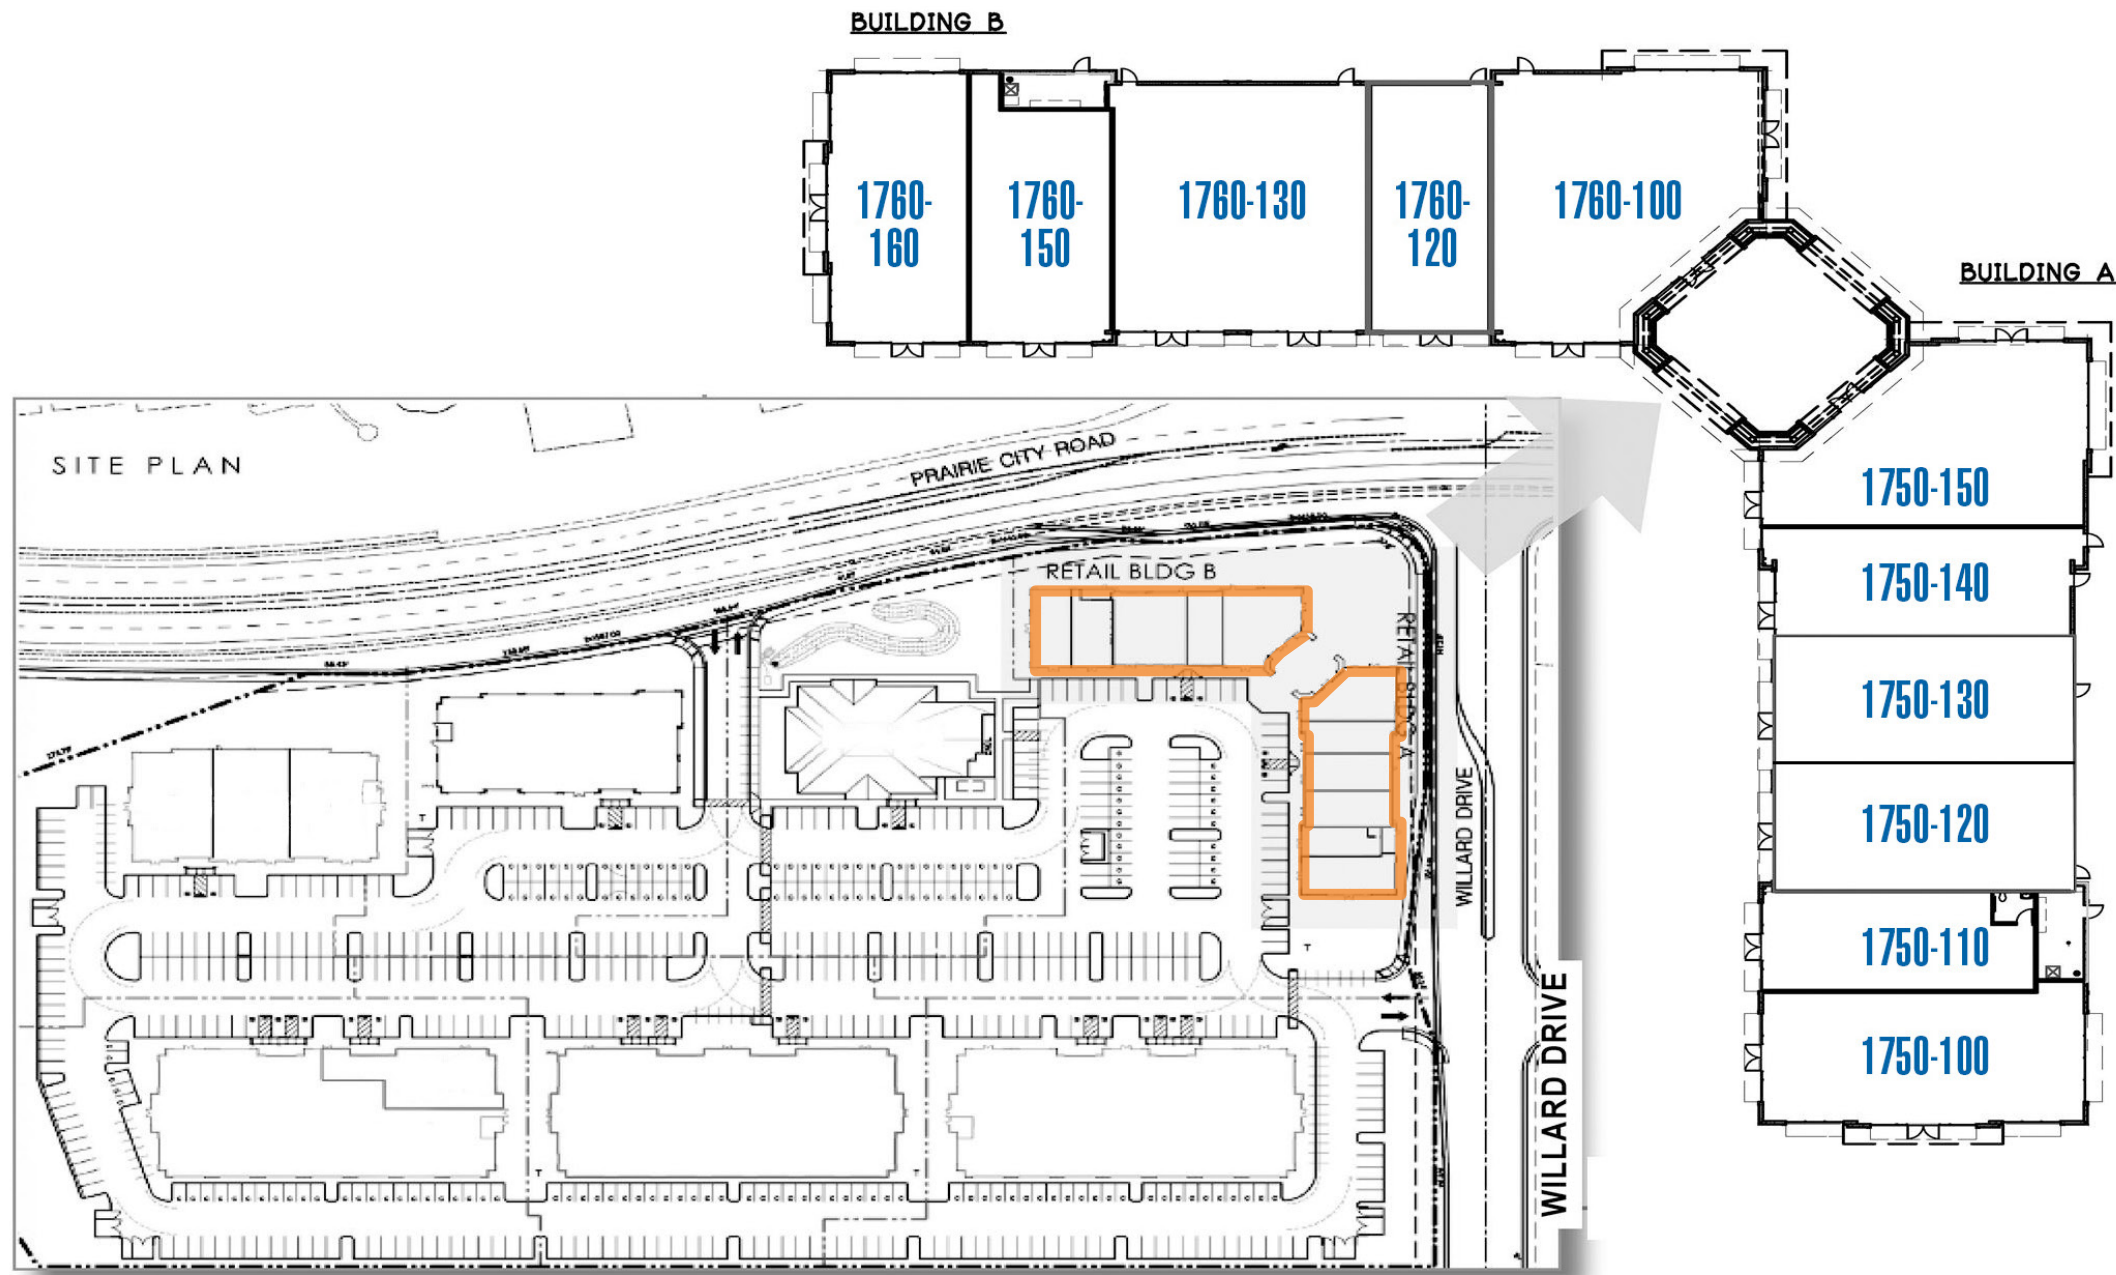 BUILDING B
1760-
160
1760-
150
1760-130
1760-
120
1760-100
BUILDING A
1750-150
1750-140
1750-130
1750-120
1750-110
1750-100
SITE PLAN
PRAIRIE CITY ROAD
RETAIL BLDG B
RETAIL BLDG A
WILLARD DRIVE
WILLARD DRIVE